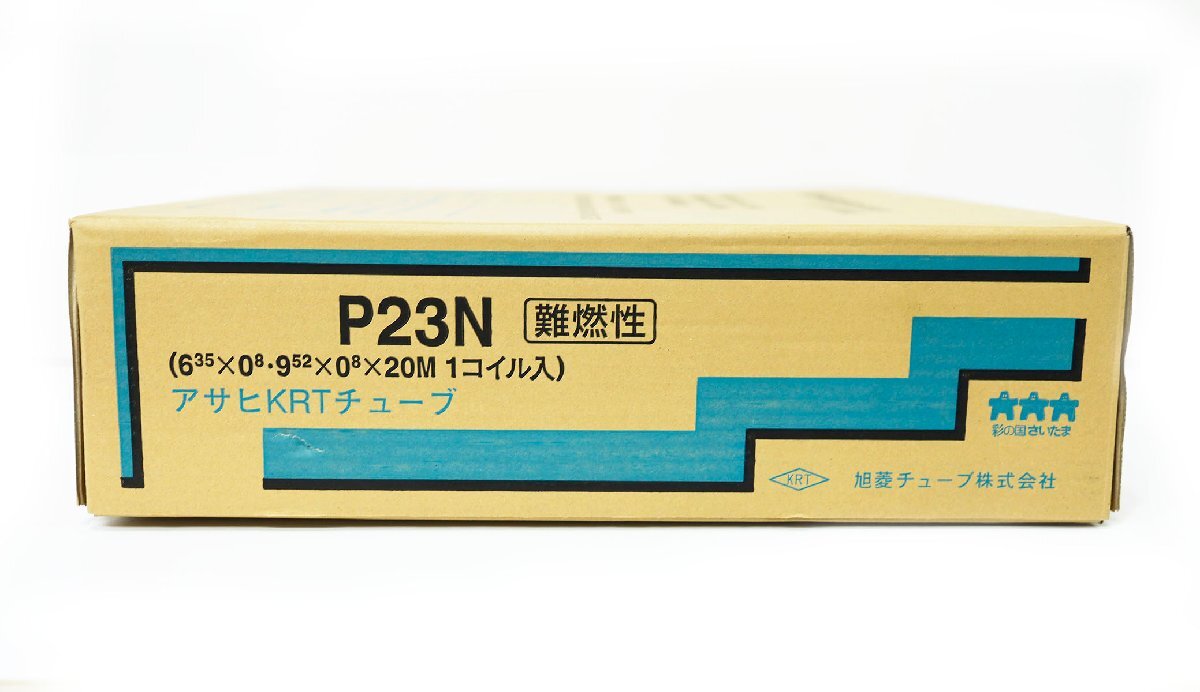 P23N 難燃性
(6³⁵×0⁸・9⁵²×0⁸×20M 1コイル入)
アサヒKRTチューブ
彩の国さいたま
KRT 旭菱チューブ株式会社